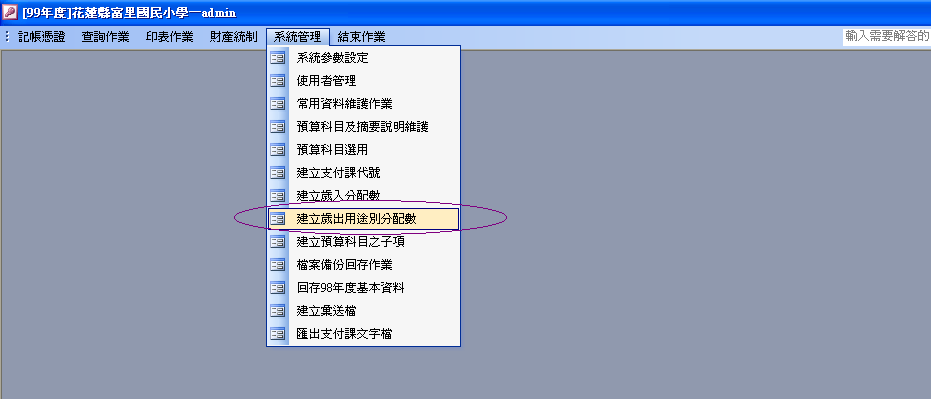 [99年度]花蓮縣富里國民小學—admin
記帳憑證 查詢作業 印表作業 財產統制 系統管理 結束作業 輸入需要解答的
系統參數設定
使用者管理
常用資料維護作業
預算科目及摘要說明維護
預算科目選用
建立支付課代號
建立歲入分配數
建立歲出用途別分配數
建立預算科目之子項
檔案備份回存作業
回存98年度基本資料
建立彙送檔
匯出支付課文字檔